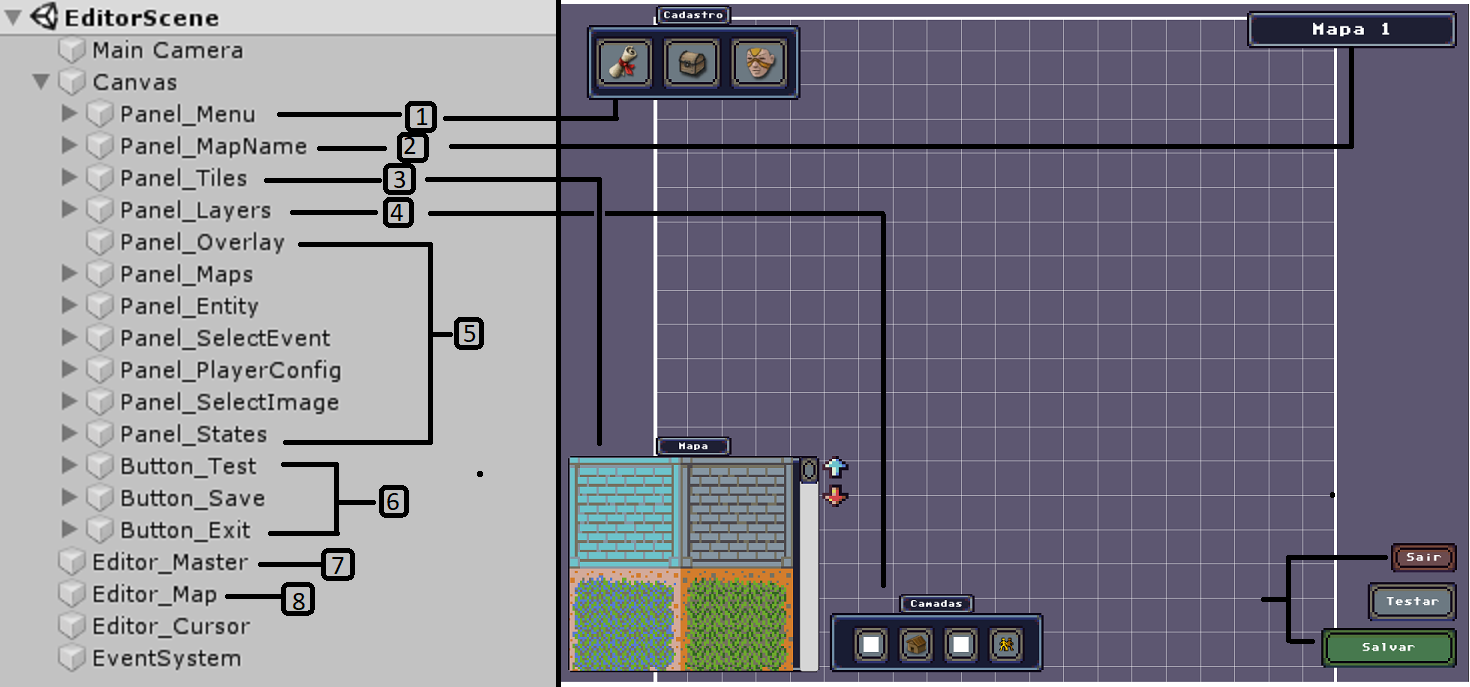 EditorScene
Main Camera
Canvas
Panel_Menu 1
Panel_MapName 2
Panel_Tiles 3
Panel_Layers 4
Panel_Overlay
Panel_Maps
Panel_Entity
Panel_SelectEvent 5
Panel_PlayerConfig
Panel_SelectImage
Panel_States
Button_Test
Button_Save 6
Button_Exit
Editor_Master 7
Editor_Map 8
Editor_Cursor
EventSystem
Cadastro
Mapa 1
Mapa
Camadas
Sair
Testar
Salvar